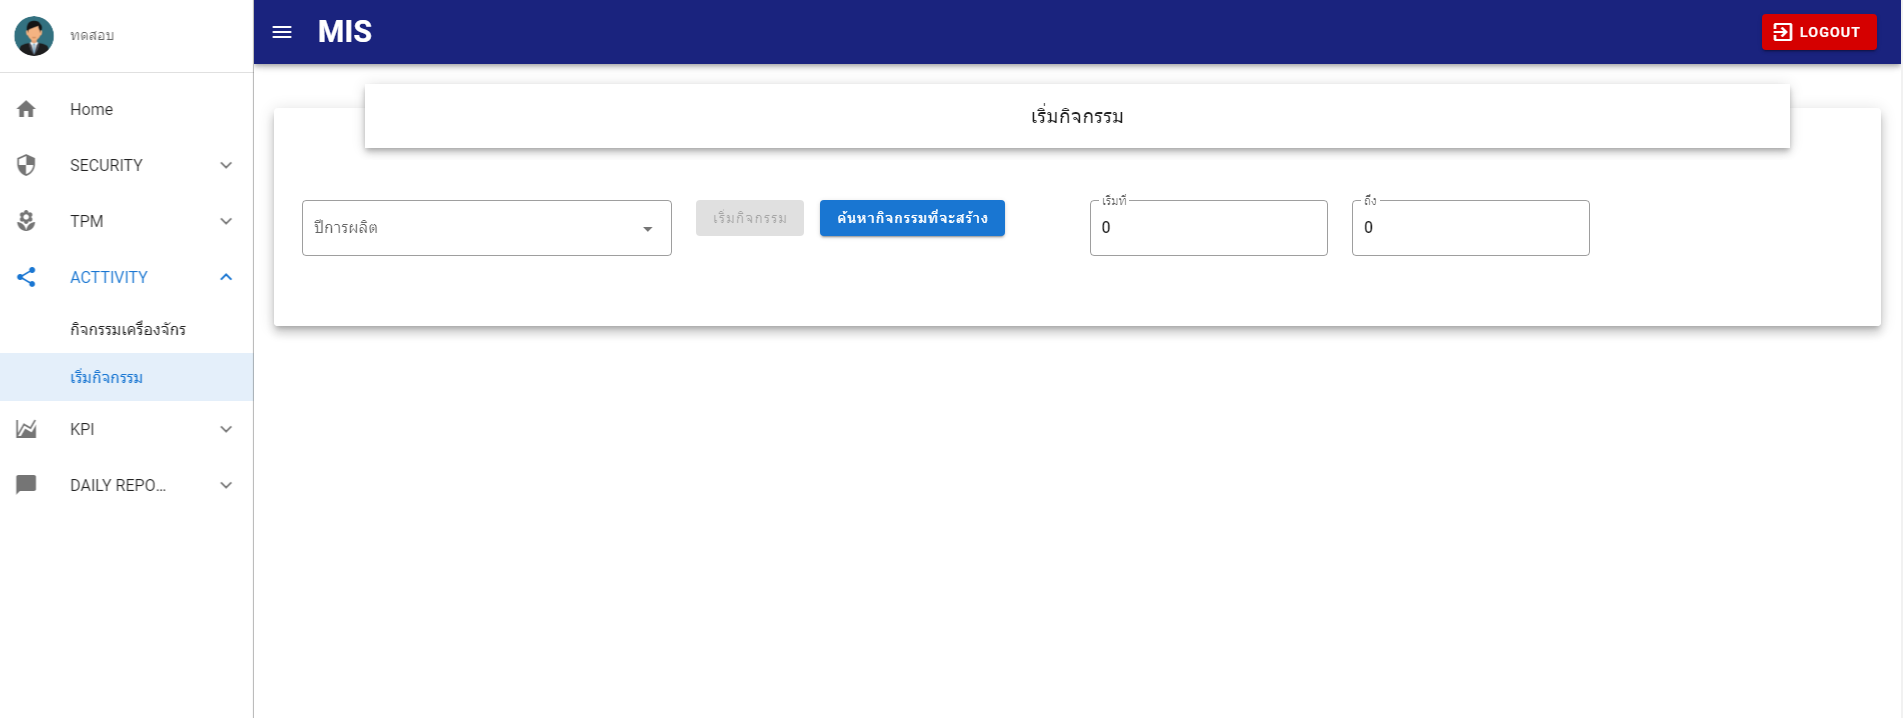 ทดสอบ
MIS
LOGOUT
Home
SECURITY
TPM
ACTTIVITY
กิจกรรมเครื่องจักร
เริ่มกิจกรรม
KPI
DAILY REPO...
เริ่มกิจกรรม
ปีการผลิต
เริ่มกิจกรรม
ค้นหากิจกรรมที่จะสร้าง
เริ่มที่
0
ถึง
0